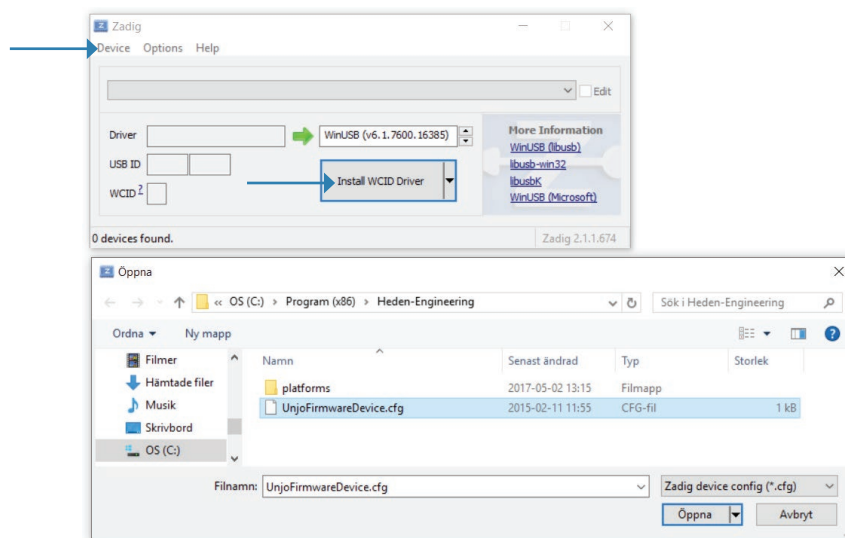 Zadig
Device Options Help
Edit
Driver WinUSB (v6.1.7600.16385)
USB ID
WCID ?
Install WCID Driver
More Information
WinUSB (libusb)
libusb-win32
libusbK
WinUSB (Microsoft)
0 devices found. Zadig 2.1.1.674
Öppna
« OS (C:) › Program (x86) › Heden-Engineering Sök i Heden-Engineering
Ordna Ny mapp
Filmer
Hämtade filer
Musik
Skrivbord
OS (C:)
Namn Senast ändrad Typ Storlek
platforms 2017-05-02 13:15 Filmapp
UnjoFirmwareDevice.cfg 2015-02-11 11:55 CFG-fil 1 kB
Filnamn: UnjoFirmwareDevice.cfg Zadig device config (*.cfg)
Öppna Avbryt